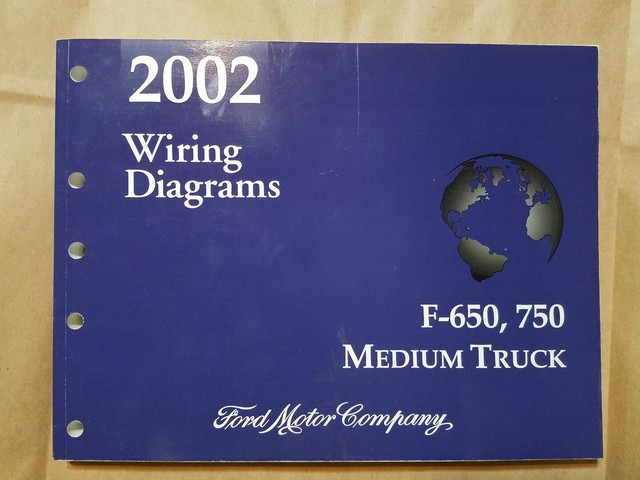 2002
Wiring
Diagrams
F-650, 750
MEDIUM TRUCK
Ford Motor Company